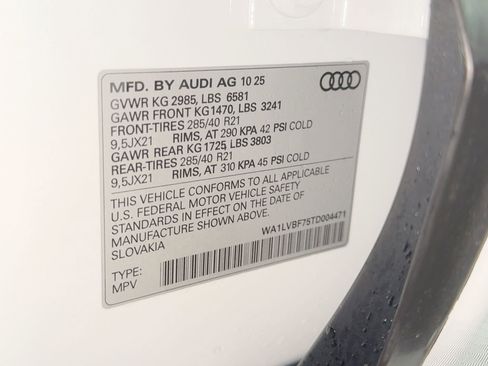 MFD. BY AUDI AG 10 25
GVWR KG 2985, LBS 6581
GAWR FRONT KG 1470, LBS 3241
FRONT-TIRES 285/40 R21
9,5JX21 RIMS, AT 290 KPA 42 PSI COLD
GAWR REAR KG 1725 LBS 3803
REAR-TIRES 285/40 R21
9,5JX21 RIMS, AT 310 KPA 45 PSI COLD
THIS VEHICLE CONFORMS TO ALL APPLICABLE
U.S. FEDERAL MOTOR VEHICLE SAFETY
STANDARDS IN EFFECT ON THE DATE OF
MANUFACTURE SHOWN ABOVE.
SLOVAKIA
WA1LVBF75TD004471
TYPE:
MPV